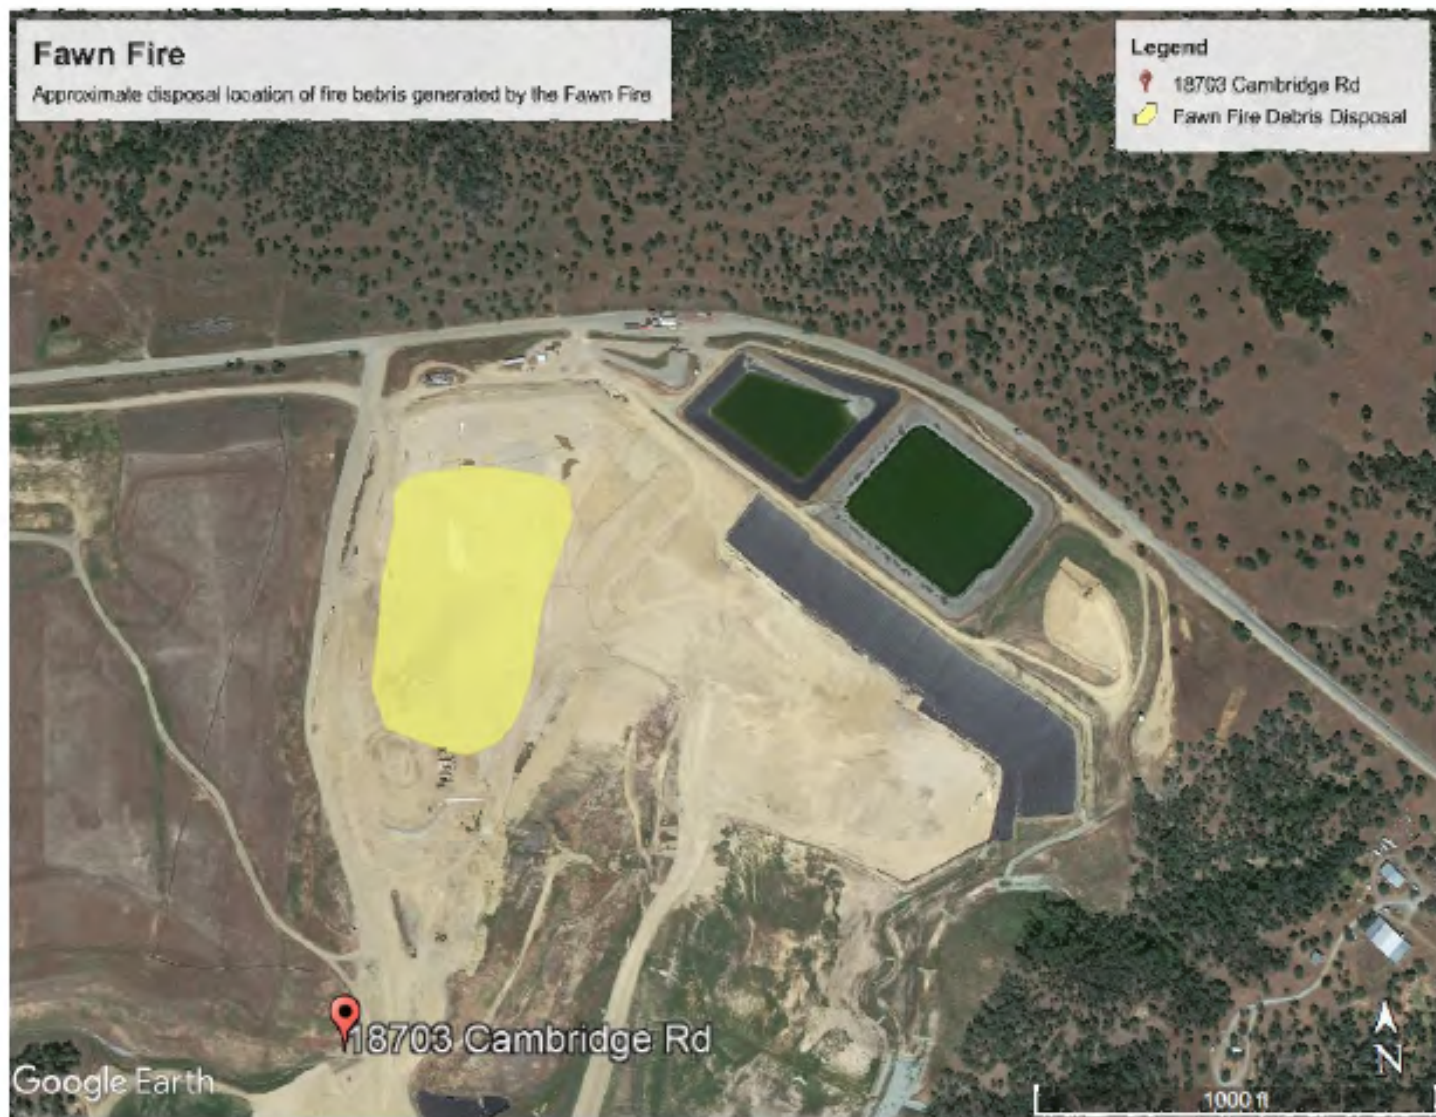 Fawn Fire
Approximate disposal location of fire bebris generated by the Fawn Fire
Legend
18703 Cambridge Rd
Fawn Fire Debris Disposal
18703 Cambridge Rd
Google Earth
N
1000 ft